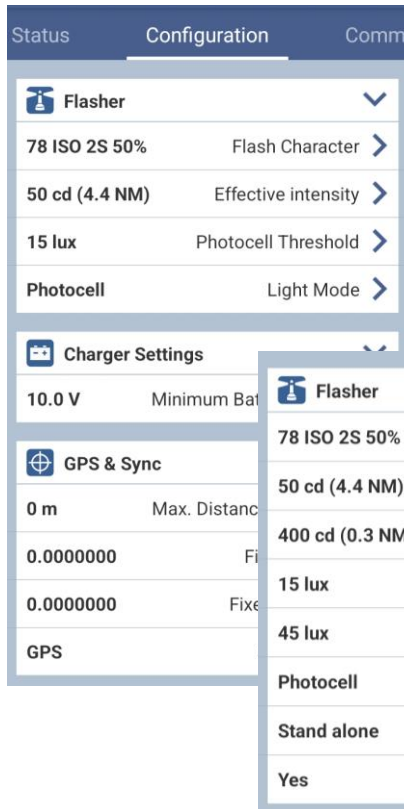 Status Configuration Comm
Flasher
78 ISO 2S 50% Flash Character
50 cd (4.4 NM) Effective intensity
15 lux Photocell Threshold
Photocell Light Mode
Charger Settings
10.0 V Minimum Bat
GPS & Sync
0 m Max. Distanc
0.0000000 Fi
0.0000000 Fixe
GPS
Flasher
78 ISO 2S 50%
50 cd (4.4 NM)
400 cd (0.3 NM
15 lux
45 lux
Photocell
Stand alone
Yes